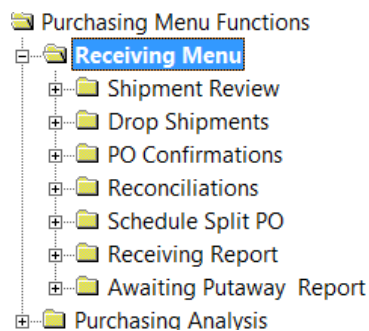 Purchasing Menu Functions
Receiving Menu
Shipment Review
Drop Shipments
PO Confirmations
Reconciliations
Schedule Split PO
Receiving Report
Awaiting Putaway  Report
Purchasing Analysis